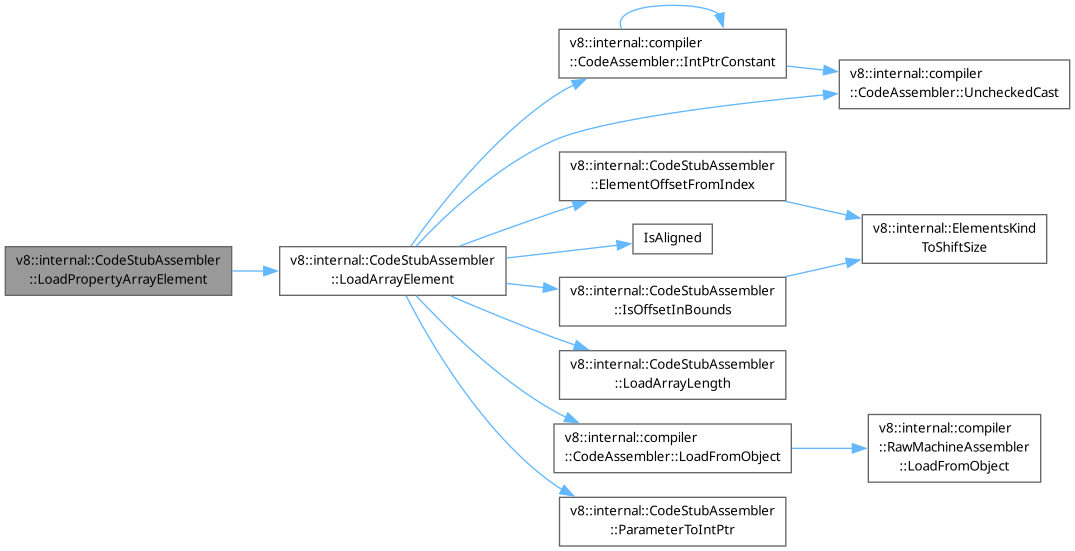 v8::internal::CodeStubAssembler
::LoadPropertyArrayElement
v8::internal::CodeStubAssembler
::LoadArrayElement
v8::internal::compiler
::CodeAssembler::IntPtrConstant
v8::internal::compiler
::CodeAssembler::UncheckedCast
v8::internal::CodeStubAssembler
::ElementOffsetFromIndex
v8::internal::ElementsKind
ToShiftSize
IsAligned
v8::internal::CodeStubAssembler
::IsOffsetInBounds
v8::internal::CodeStubAssembler
::LoadArrayLength
v8::internal::compiler
::CodeAssembler::LoadFromObject
v8::internal::compiler
::RawMachineAssembler
::LoadFromObject
v8::internal::CodeStubAssembler
::ParameterToIntPtr